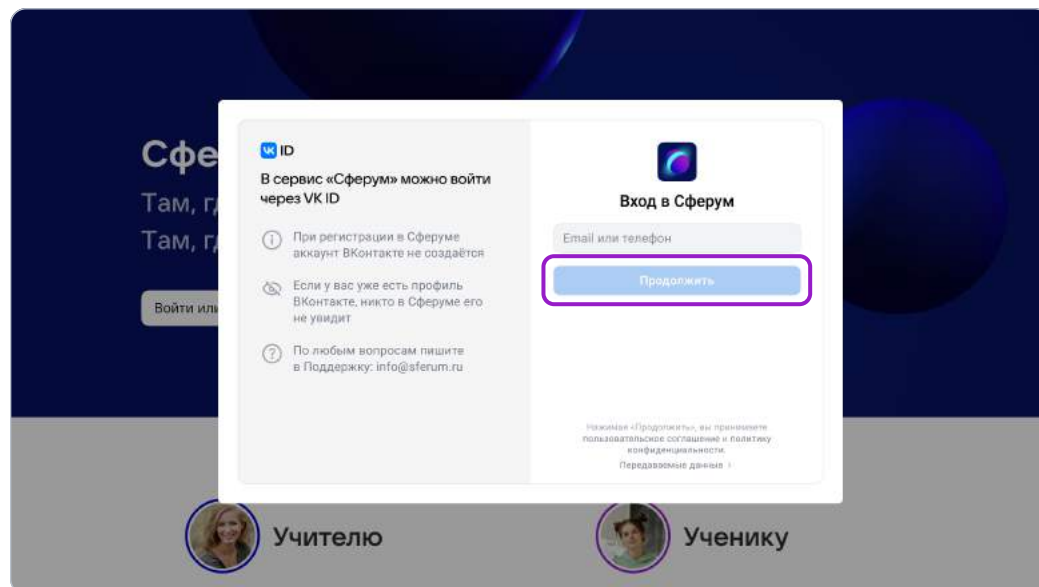 Сфе
Там, г
Там, г
Войти или
VK ID
В сервис «Сферум» можно войти
через VK ID
При регистрации в Сферуме
аккаунт ВКонтакте не создаётся
Если у вас уже есть профиль
ВКонтакте, никто в Сферуме его
не увидит
По любым вопросам пишите
в Поддержку: info@sferum.ru
Вход в Сферум
Email или телефон
Продолжить
Нажимая «Продолжить», вы принимаете
пользовательское соглашение и политику
конфиденциальности.
Передаваемые данные
Учителю
Ученику